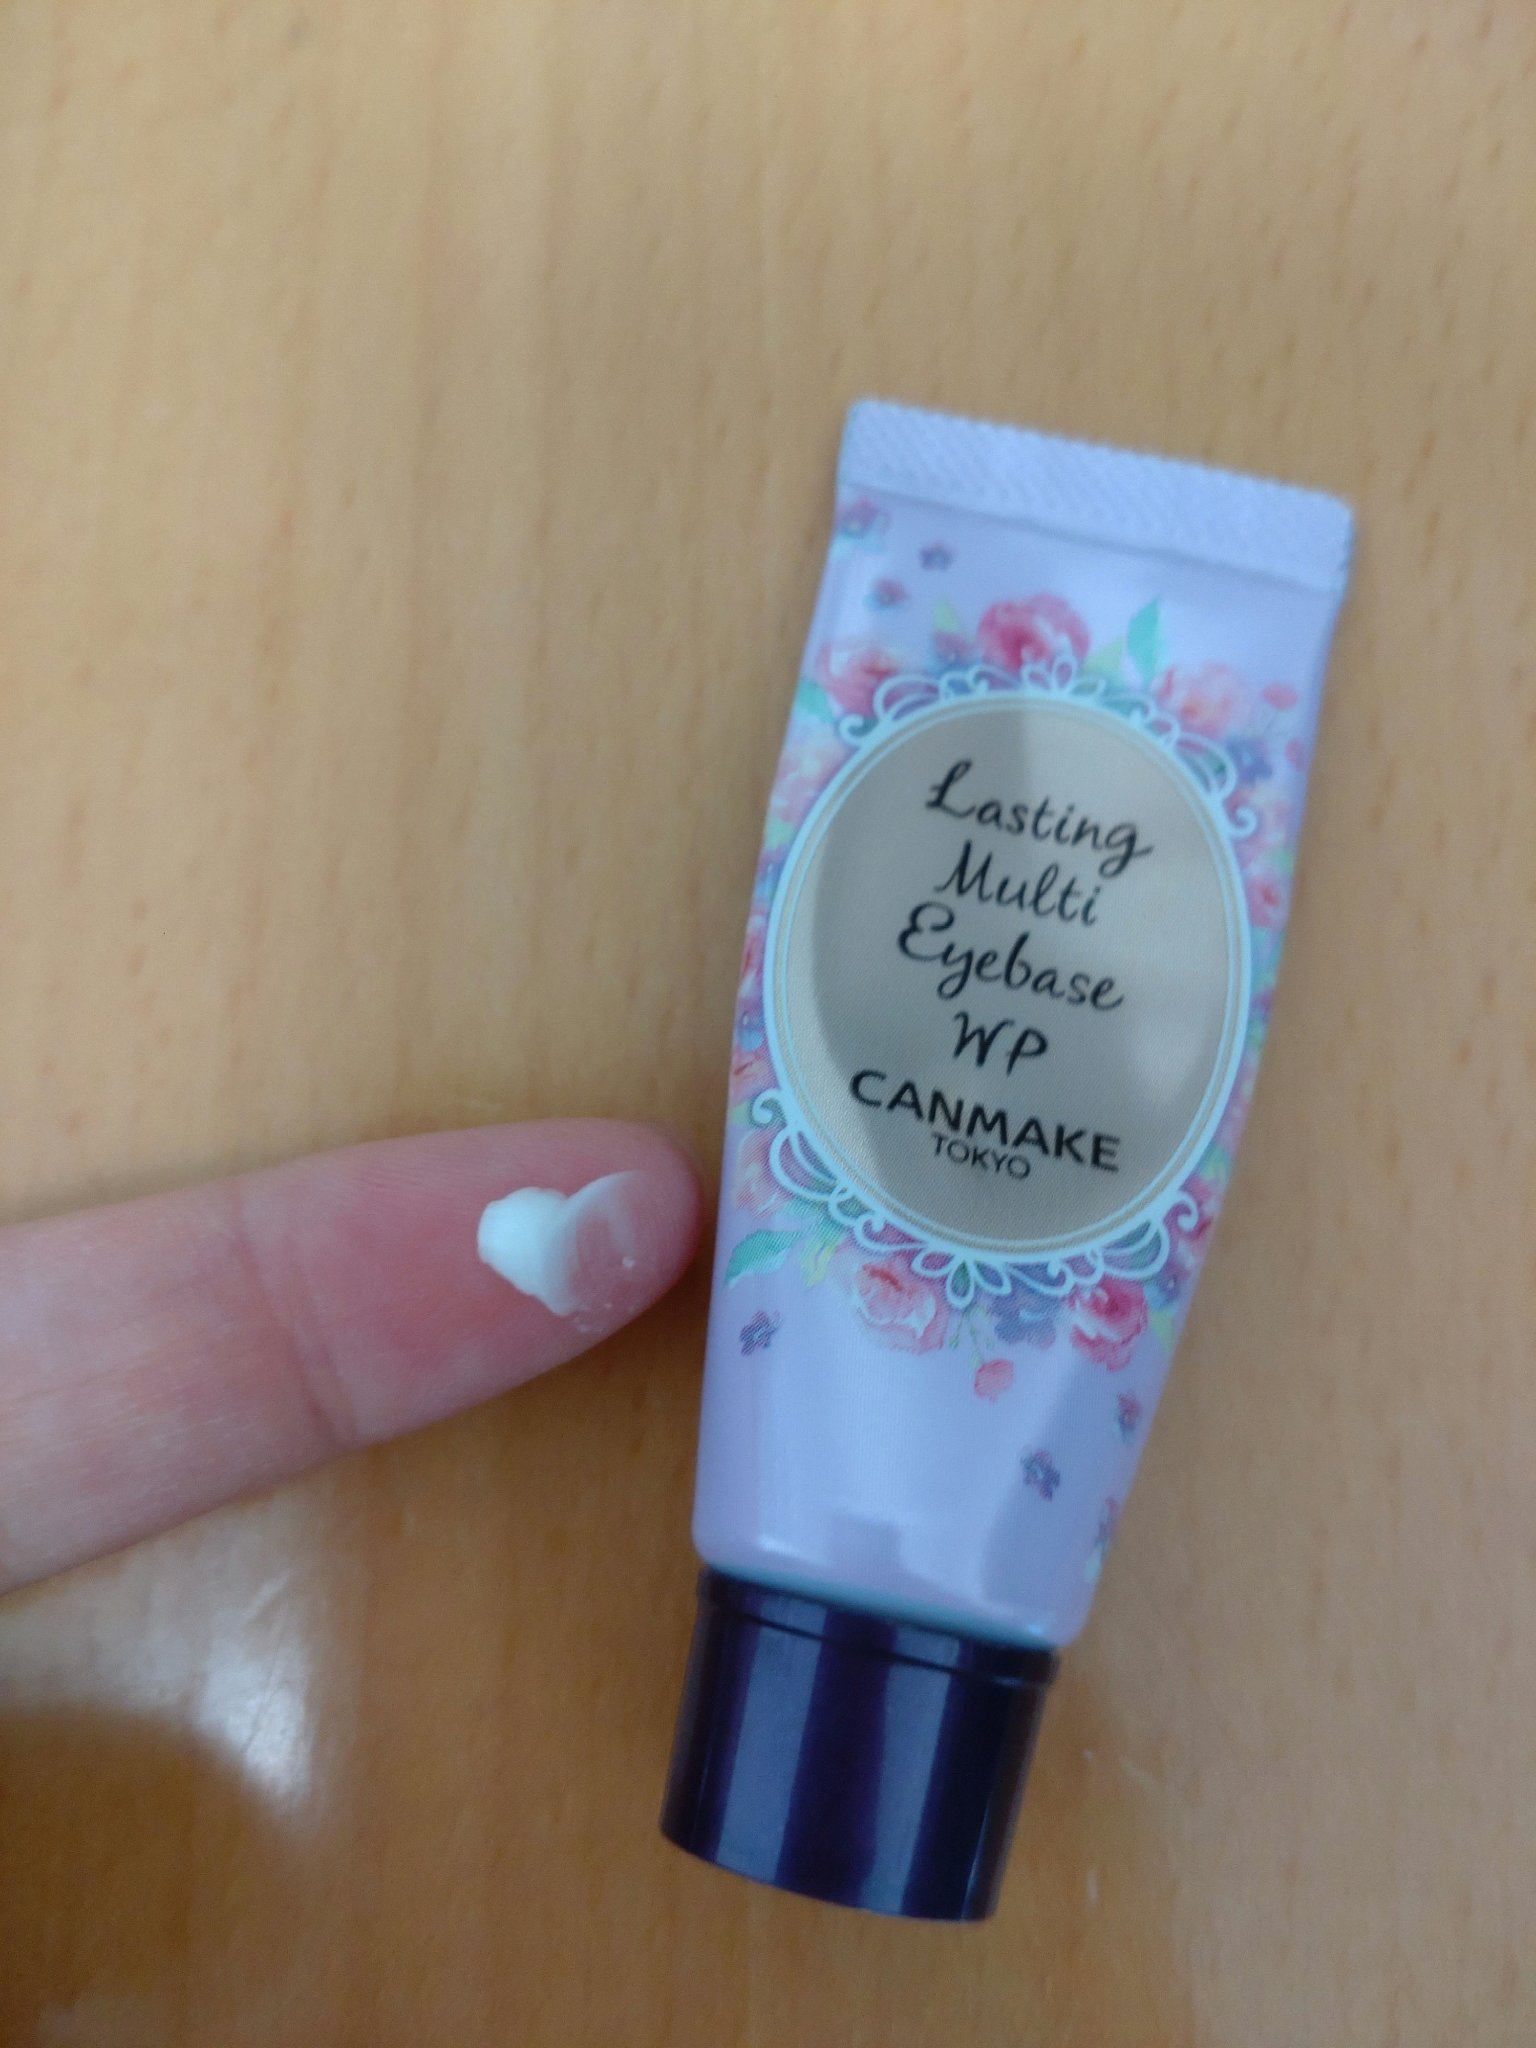 Lasting
Multi
Eyebase
WP
CANMAKE
TOKYO